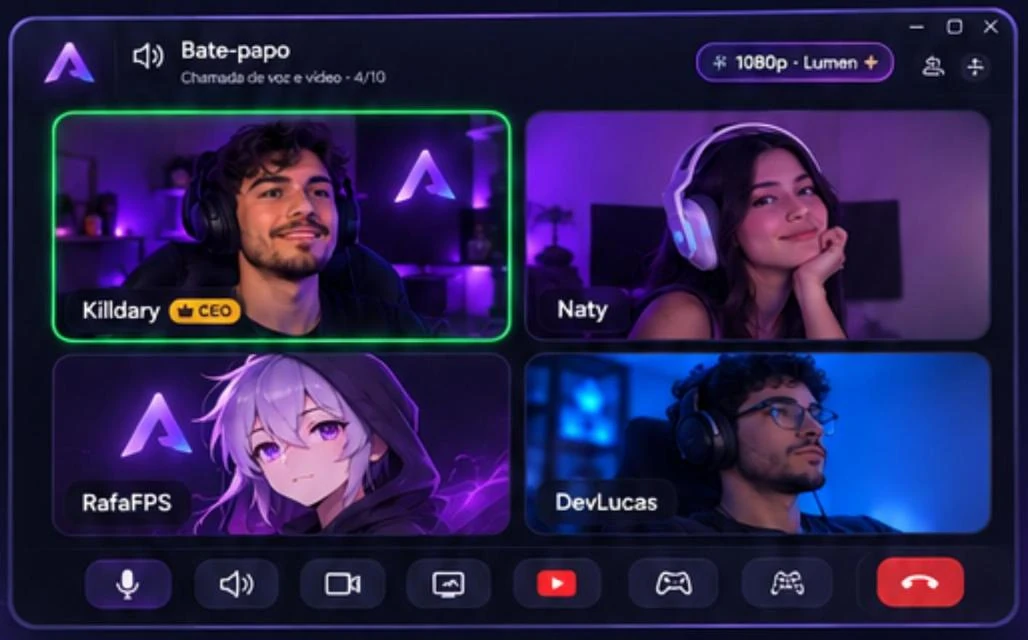 Bate-papo
Chamada de voz e vídeo - 4/10
1080p · Lumen
Killdary CEO
Naty
RafaFPS
DevLucas